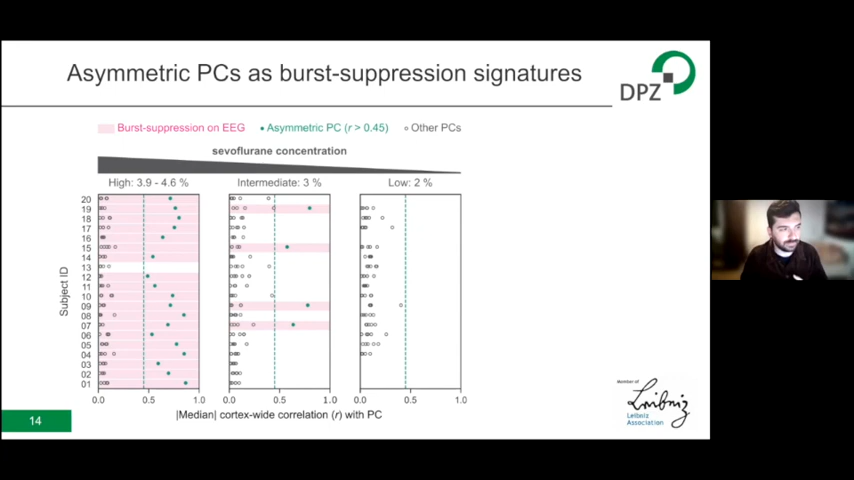 Asymmetric PCs as burst-suppression signatures
DPZ
Burst-suppression on EEG
Asymmetric PC (r > 0.45)
Other PCs
sevoflurane concentration
High: 3.9 - 4.6 %
Intermediate: 3 %
Low: 2 %
Subject ID
20
19
18
17
16
15
14
13
12
11
10
09
08
07
06
05
04
03
02
01
0.0 0.5 1.0
0.0 0.5 1.0
0.0 0.5 1.0
|Median| cortex-wide correlation (r) with PC
14
Member of
Leibniz
Leibniz
Association